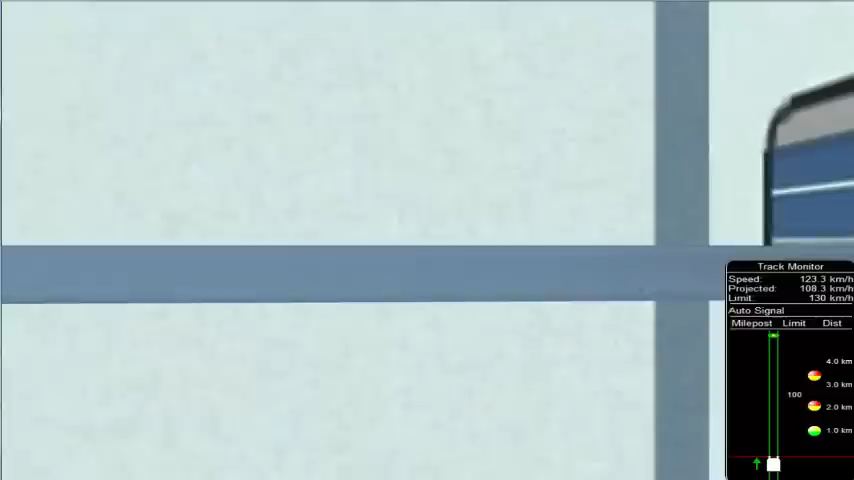 Track Monitor
Speed: 123.3 km/h
Projected: 108.3 km/h
Limit: 130 km/h
Auto Signal
Milepost Limit Dist
4.0 km
3.0 km
100
2.0 km
1.0 km